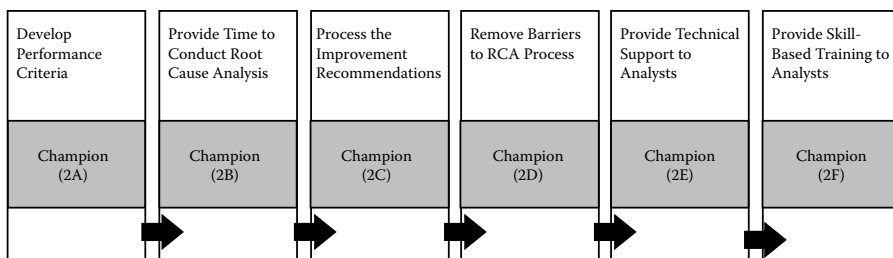 Develop
Performance
Criteria
Champion
(2A)
Provide Time to
Conduct Root
Cause Analysis
Champion
(2B)
Process the
Improvement
Recommendations
Champion
(2C)
Remove Barriers
to RCA Process
Champion
(2D)
Provide Technical
Support to
Analysts
Champion
(2E)
Provide Skill-
Based Training to
Analysts
Champion
(2F)